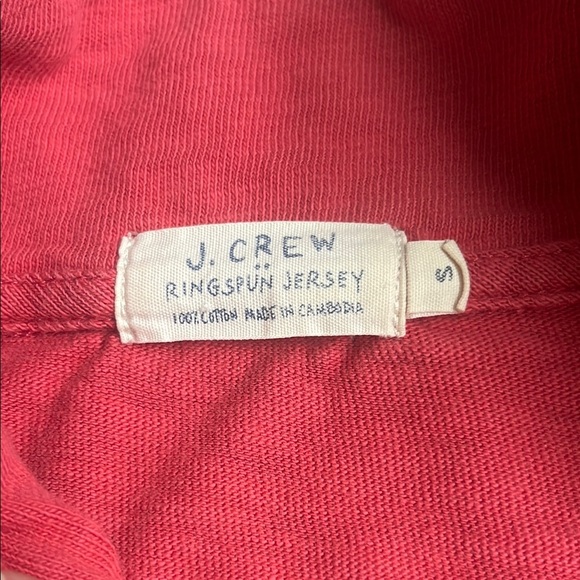 J. CREW
RINGSPÜN JERSEY
100% COTTON MADE IN CAMBODIA
S